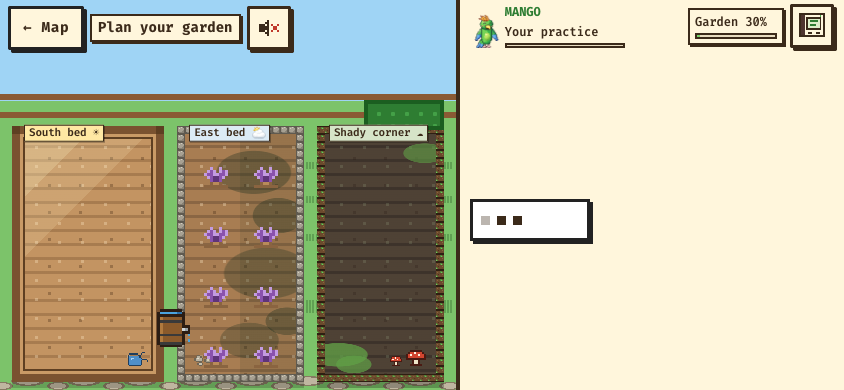 ← Map
Plan your garden
MANGO
Your practice
Garden 30%
South bed ☀
East bed ⛅
Shady corner ☁